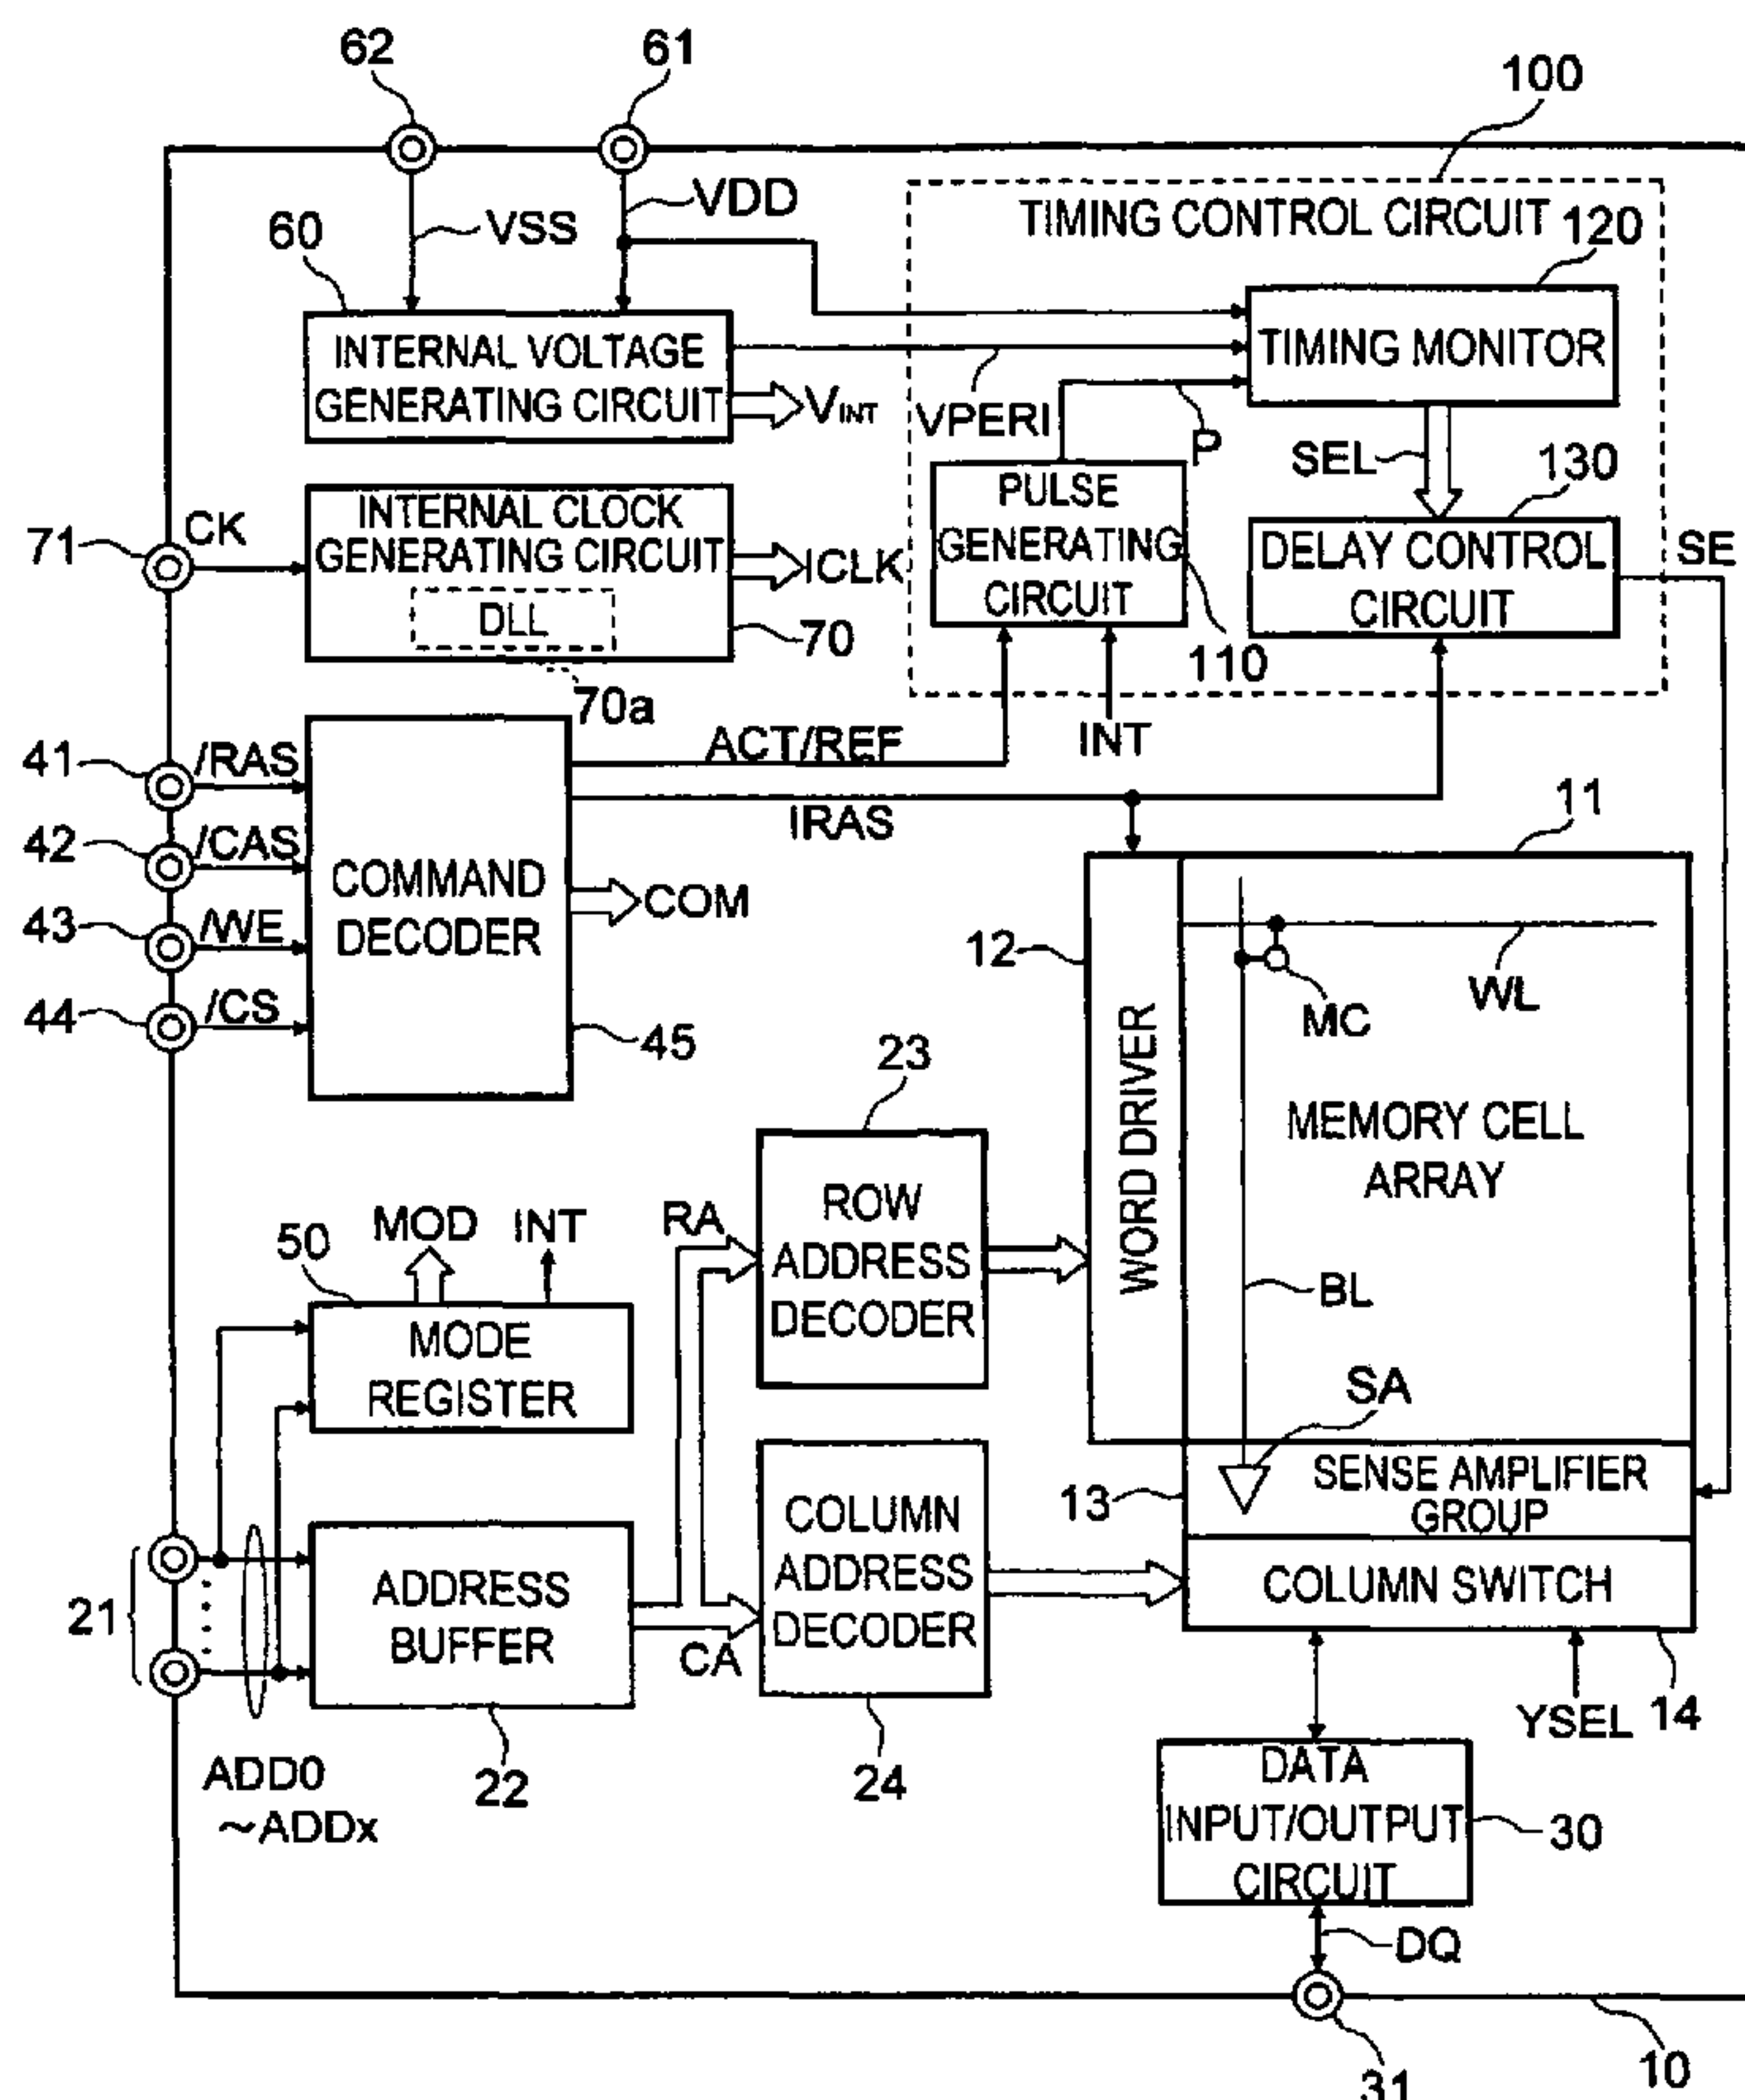 62
61
100
VSS
VDD
TIMING CONTROL CIRCUIT
60
120
INTERNAL VOLTAGE
GENERATING CIRCUIT
TIMING MONITOR
VINT
VPERI
P
SEL
130
PULSE
GENERATING
CIRCUIT
110
DELAY CONTROL
CIRCUIT
SE
71
CK
INTERNAL CLOCK
GENERATING CIRCUIT
DLL
ICLK
70
70a
INT
41
/RAS
42
/CAS
43
/WE
44
/CS
COMMAND
DECODER
45
ACT/REF
IRAS
COM
11
12
WORD DRIVER
WL
MC
MEMORY CELL
ARRAY
BL
SA
23
ROW
ADDRESS
DECODER
RA
50
MOD
INT
MODE
REGISTER
13
SENSE AMPLIFIER
GROUP
COLUMN SWITCH
14
YSEL
21
ADDRESS
BUFFER
22
CA
COLUMN
ADDRESS
DECODER
24
ADD0
~ADDx
DATA
INPUT/OUTPUT
CIRCUIT
30
DQ
31
10